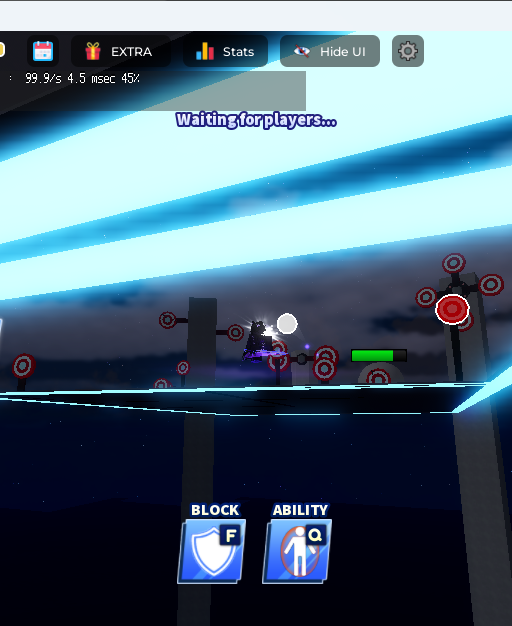 EXTRA
Stats
Hide UI
: 99.9/s 4.5 msec 45%
Waiting for players...
BLOCK
ABILITY
F
Q